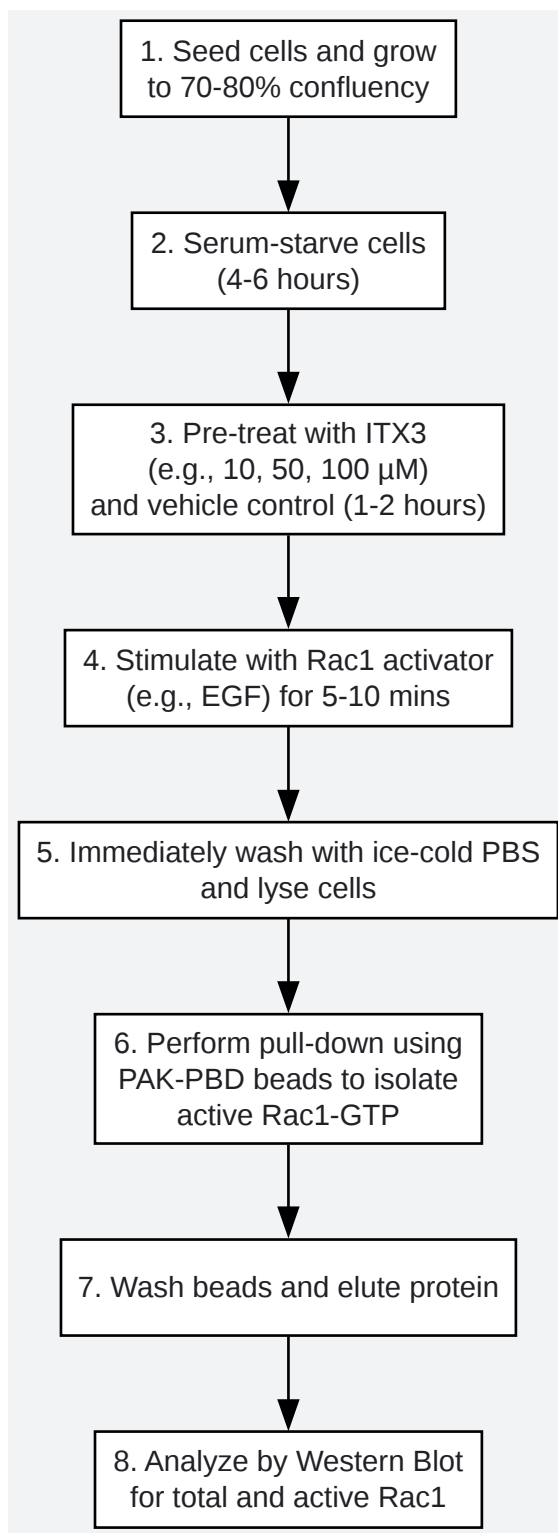 1. Seed cells and grow
to 70-80% confluency
2. Serum-starve cells
(4-6 hours)
3. Pre-treat with ITX3
(e.g., 10, 50, 100 µM)
and vehicle control (1-2 hours)
4. Stimulate with Rac1 activator
(e.g., EGF) for 5-10 mins
5. Immediately wash with ice-cold PBS
and lyse cells
6. Perform pull-down using
PAK-PBD beads to isolate
active Rac1-GTP
7. Wash beads and elute protein
8. Analyze by Western Blot
for total and active Rac1